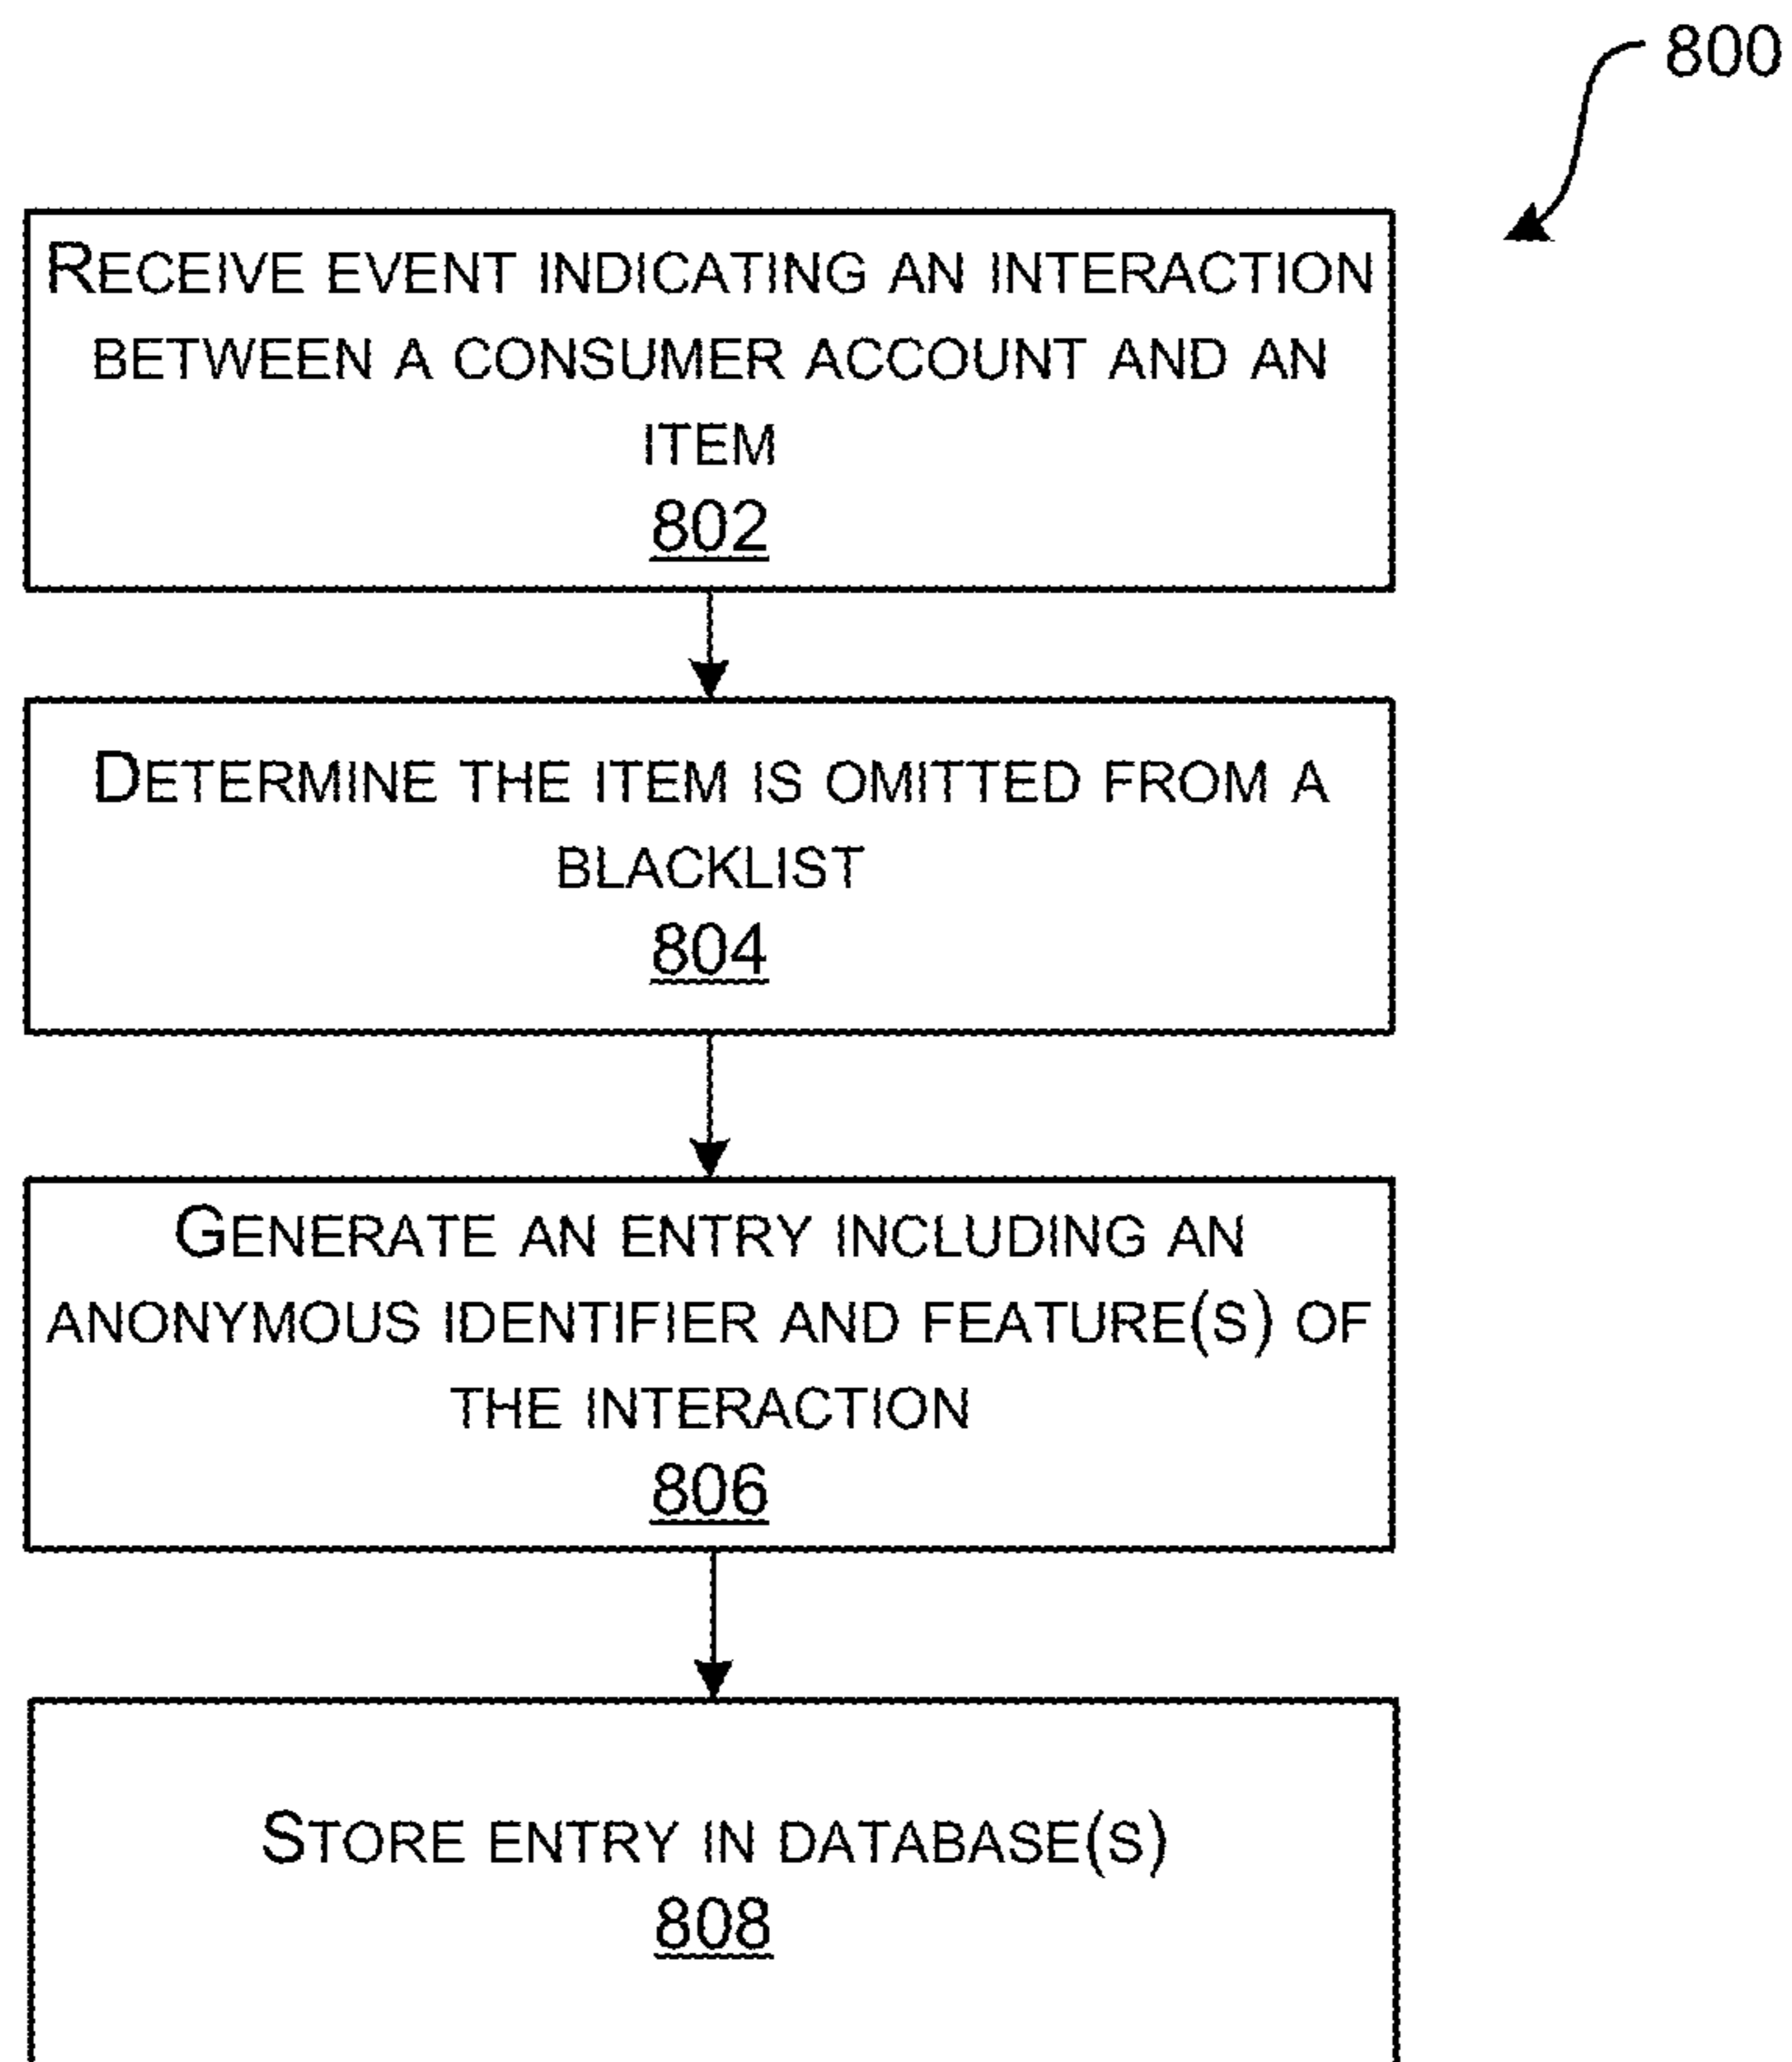 800
RECEIVE EVENT INDICATING AN INTERACTION
BETWEEN A CONSUMER ACCOUNT AND AN
ITEM
802
DETERMINE THE ITEM IS OMITTED FROM A
BLACKLIST
804
GENERATE AN ENTRY INCLUDING AN
ANONYMOUS IDENTIFIER AND FEATURE(S) OF
THE INTERACTION
806
STORE ENTRY IN DATABASE(S)
808